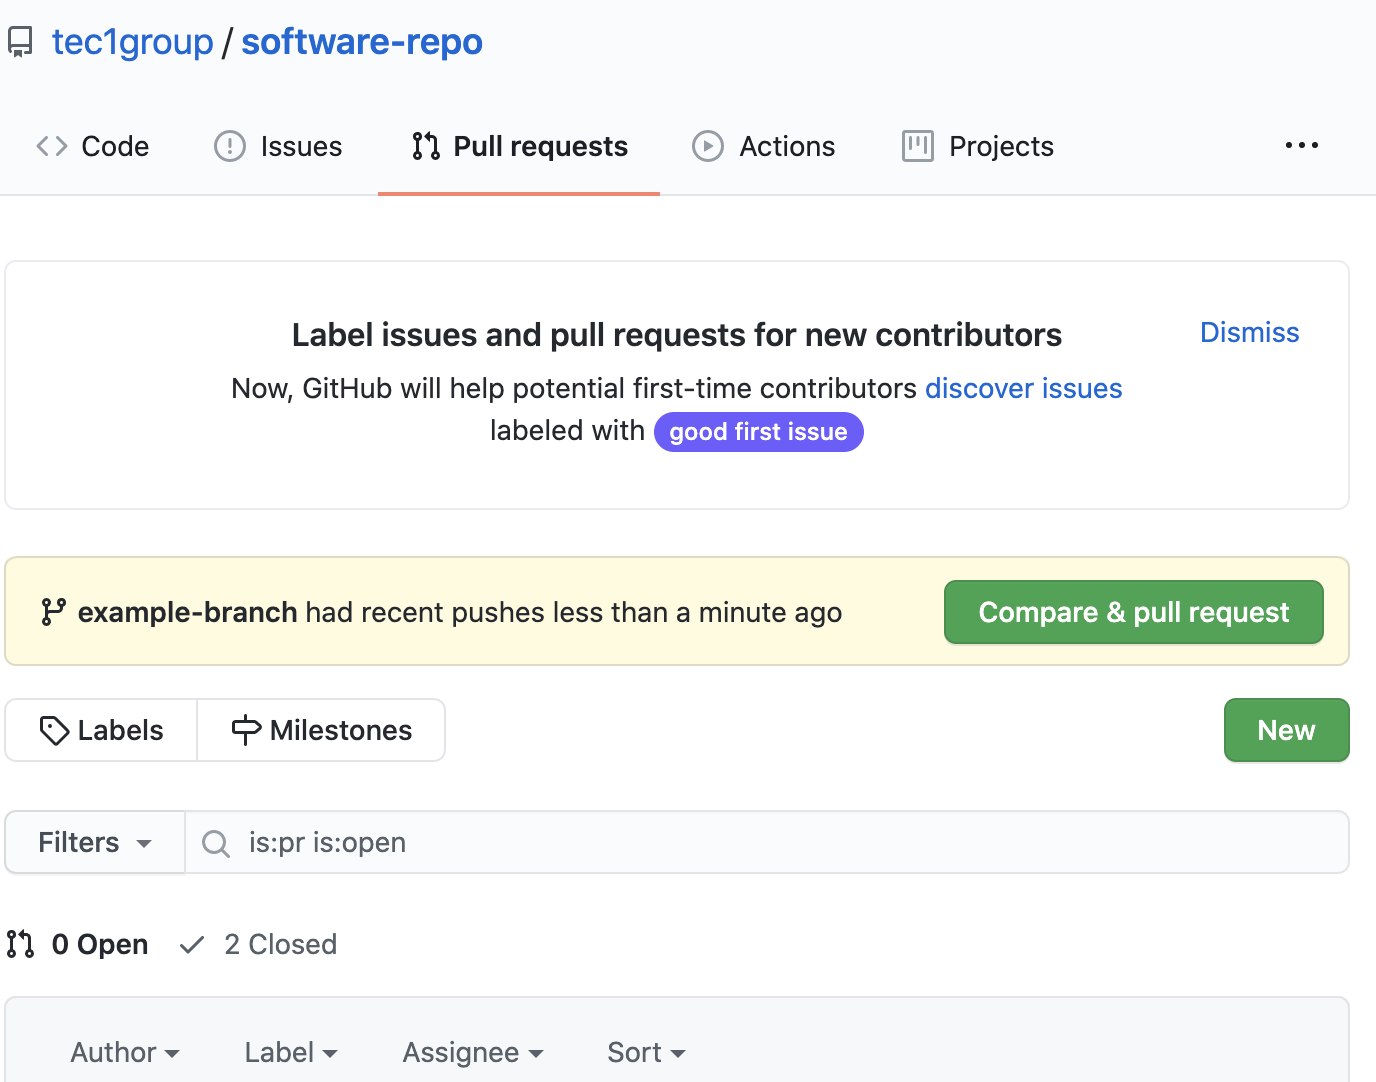 tec1group / software-repo
Code Issues Pull requests Actions Projects
Label issues and pull requests for new contributors
Dismiss
Now, GitHub will help potential first-time contributors discover issues
labeled with good first issue
example-branch had recent pushes less than a minute ago
Compare & pull request
Labels Milestones
New
Filters is:pr is:open
0 Open 2 Closed
Author Label Assignee Sort